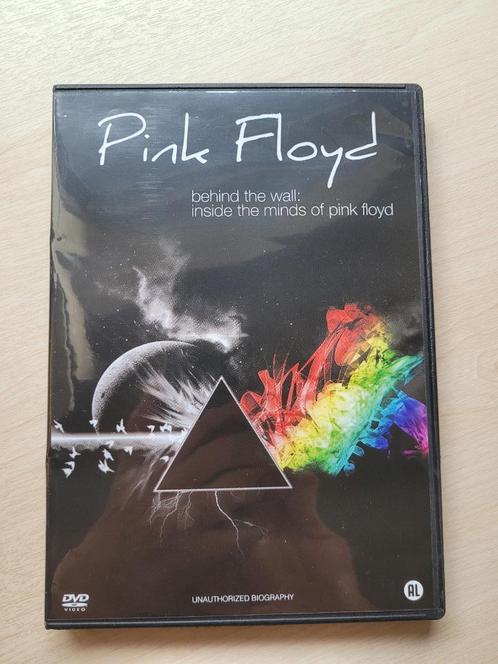 Pink Floyd
behind the wall:
inside the minds of pink floyd
DVD
VIDEO
UNAUTHORIZED BIOGRAPHY
AL